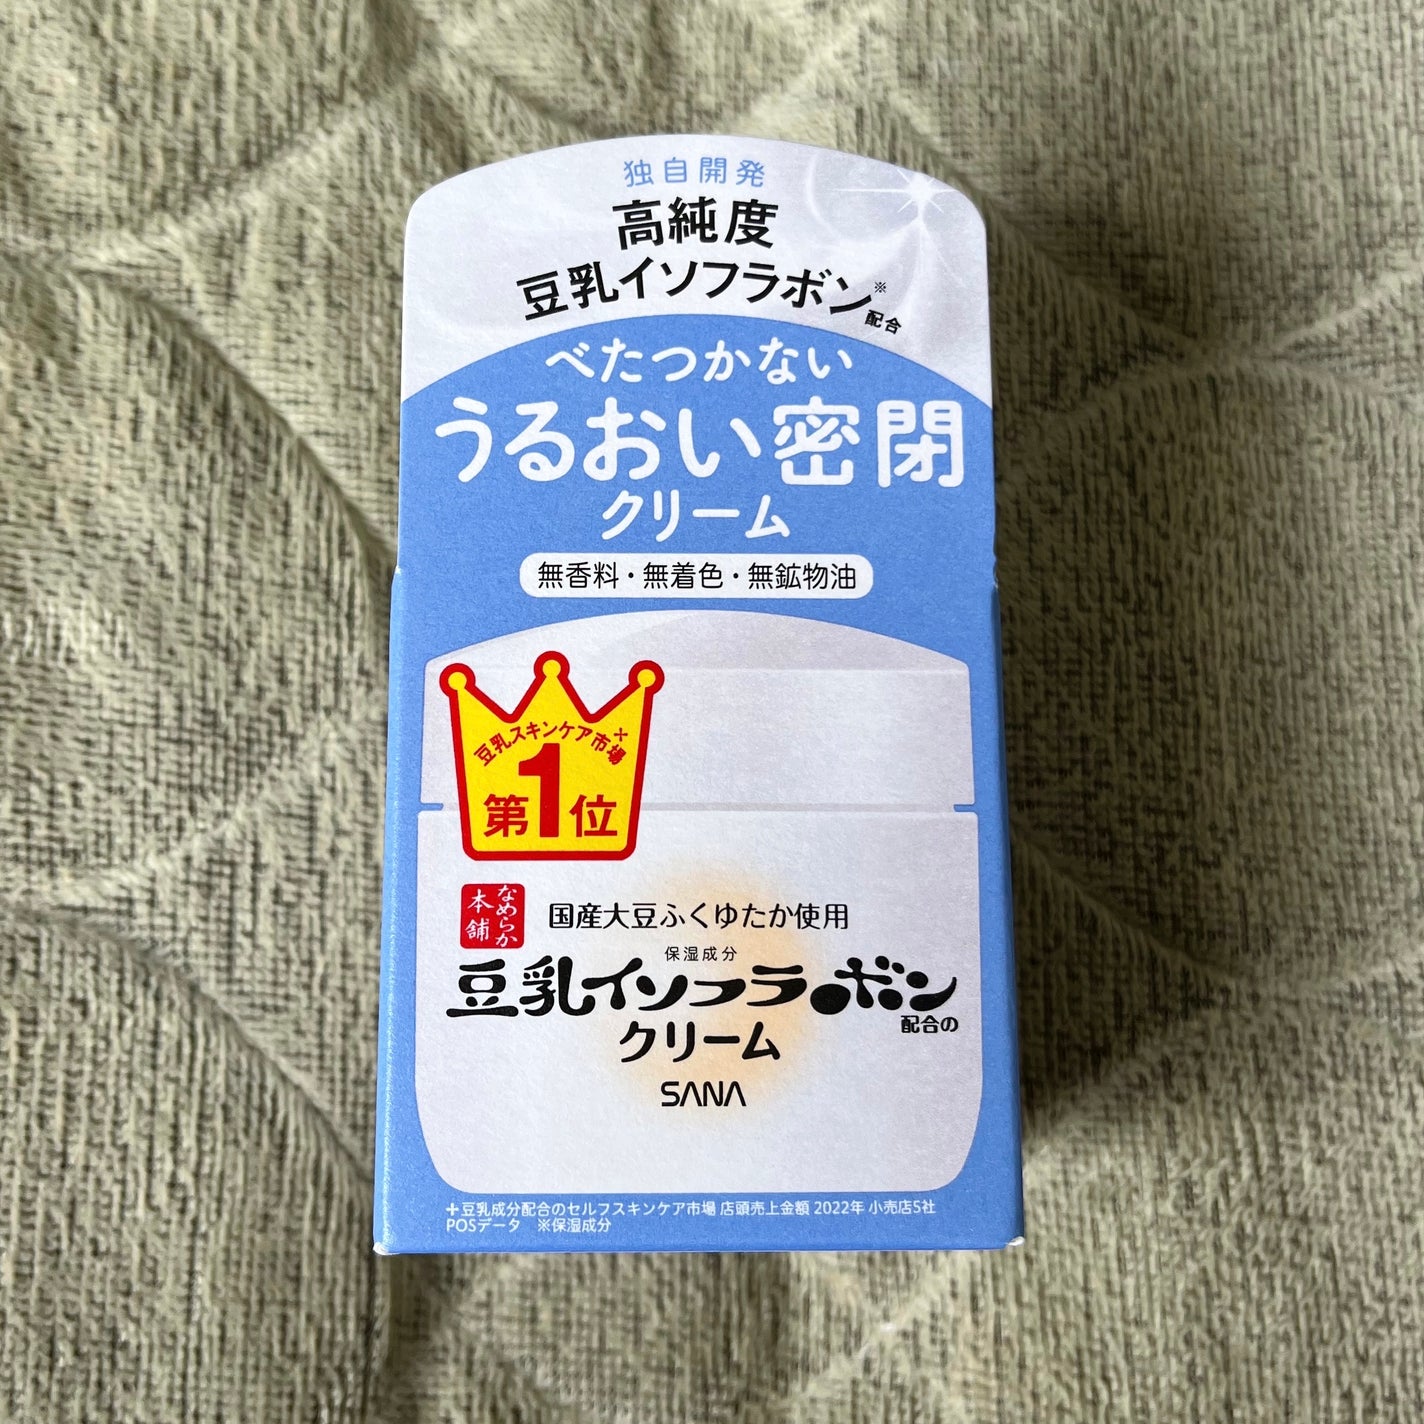 独自開発
高純度
豆乳イソフラボン※配合
べたつかない
うるおい密閉
クリーム
無香料・無着色・無鉱物油
豆乳スキンケア市場＋
第1位
なめらか本舗
国産大豆ふくゆたか使用
保湿成分
豆乳イソフラボン配合の
クリーム
SANA
＋豆乳成分配合のセルフスキンケア市場 店頭売上金額 2022年 小売店5社
POSデータ ※保湿成分